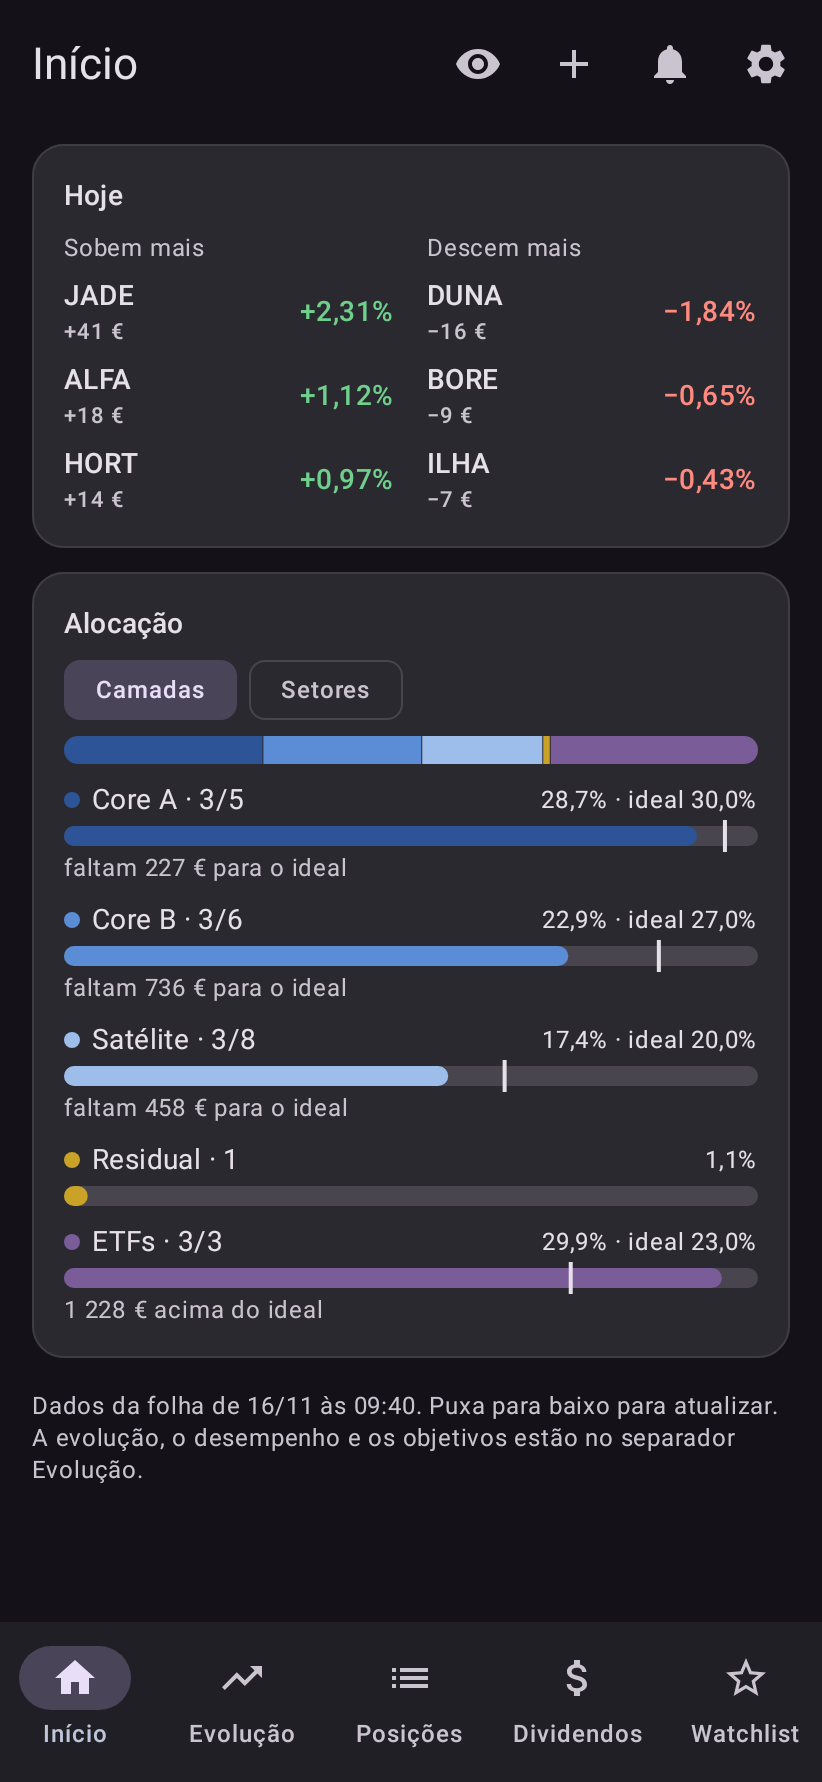 Início
Hoje
Sobem mais
Descem mais
JADE
+41 €
+2,31%
DUNA
−16 €
−1,84%
ALFA
+18 €
+1,12%
BORE
−9 €
−0,65%
HORT
+14 €
+0,97%
ILHA
−7 €
−0,43%
Alocação
Camadas
Setores
Core A · 3/5
28,7% · ideal 30,0%
faltam 227 € para o ideal
Core B · 3/6
22,9% · ideal 27,0%
faltam 736 € para o ideal
Satélite · 3/8
17,4% · ideal 20,0%
faltam 458 € para o ideal
Residual · 1
1,1%
ETFs · 3/3
29,9% · ideal 23,0%
1 228 € acima do ideal
Dados da folha de 16/11 às 09:40. Puxa para baixo para atualizar.
A evolução, o desempenho e os objetivos estão no separador
Evolução.
Início
Evolução
Posições
Dividendos
Watchlist